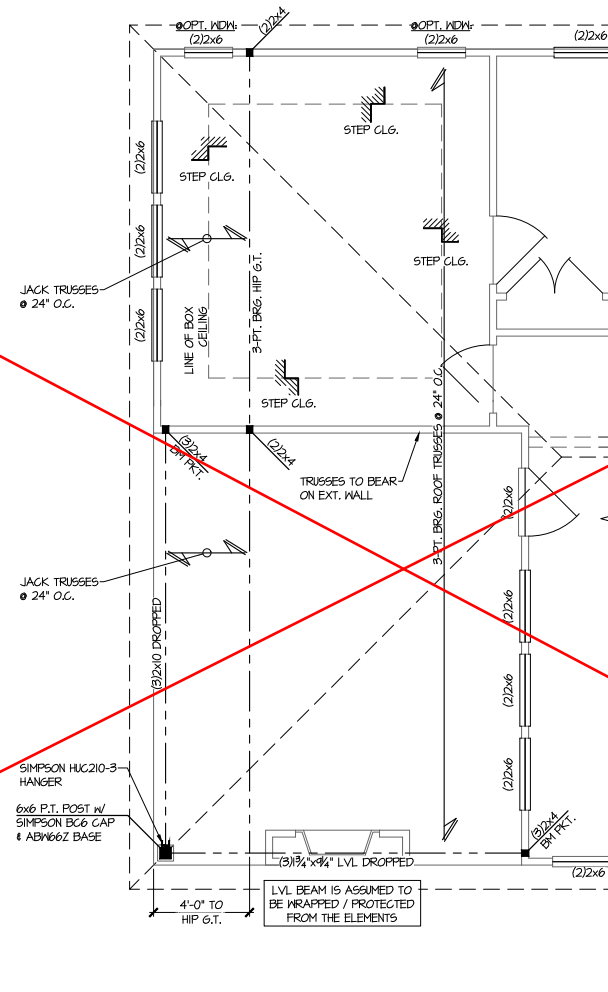 @OPT. WDW.
(2)2x6
(2)2x4
@OPT. WDW.
(2)2x6
(2)2x6
STEP CLG.
(2)2x6
STEP CLG.
(2)2x6
STEP CLG.
JACK TRUSSES
@ 24" O.C.
(2)2x6
LINE OF BOX
CEILING
3-PT. BRG. HIP G.T.
STEP CLG.
3-PT. BRG. ROOF TRUSSES @ 24" O.C.
(3)2x4
BM PKT.
(2)2x4
TRUSSES TO BEAR
ON EXT. WALL
(2)2x6
JACK TRUSSES
@ 24" O.C.
(3)2x10 DROPPED
(2)2x6
(2)2x6
(2)2x6
SIMPSON HUC210-3
HANGER
6x6 P.T. POST W/
SIMPSON BC6 CAP
& ABW66Z BASE
(3)2x4
BM PKT.
(3)1¾"x9¼" LVL DROPPED
(2)2x6
LVL BEAM IS ASSUMED TO
BE WRAPPED / PROTECTED
FROM THE ELEMENTS
4'-0" TO
HIP G.T.